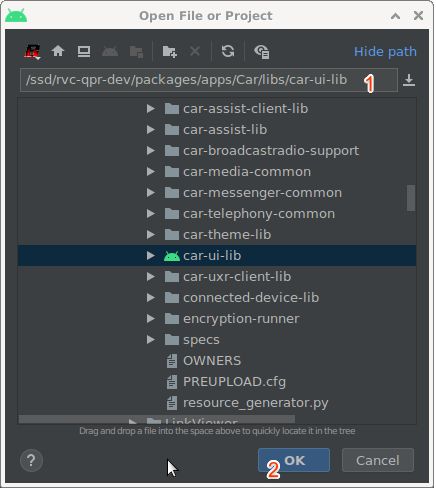 Open File or Project
Hide path
/ssd/rvc-qpr-dev/packages/apps/Car/libs/car-ui-lib
1
car-assist-client-lib
car-assist-lib
car-broadcastradio-support
car-media-common
car-messenger-common
car-telephony-common
car-theme-lib
car-ui-lib
car-uxr-client-lib
connected-device-lib
encryption-runner
specs
OWNERS
PREUPLOAD.cfg
resource_generator.py
LinkViewer
Drag and drop a file into the space above to quickly locate it in the tree
? 2 OK Cancel